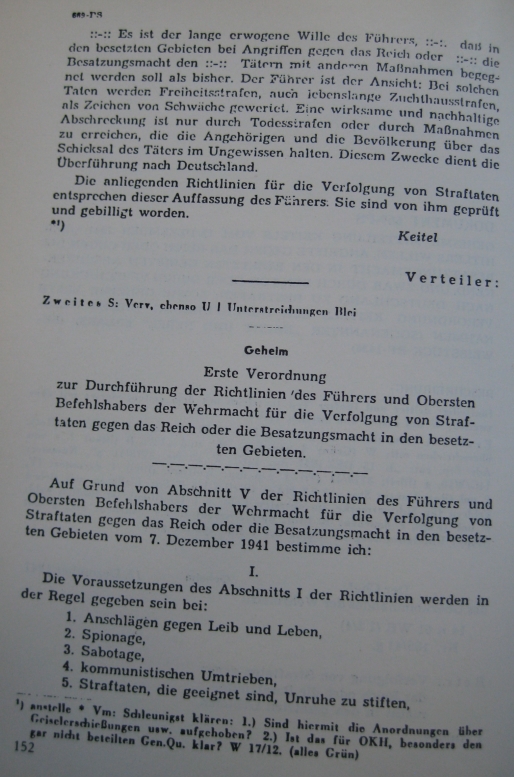 669-PS
::-:: Es ist der lange erwogene Wille des Führers, ::-:. daß in
den besetzten Gebieten bei Angriffen gegen das Reich oder ::-:: die
Besatzungsmacht den ::-:: Tätern mit anderen Maßnahmen begeg-
net werden soll als bisher. Der Führer ist der Ansicht: Bei solchen
Taten werden Freiheitsstrafen, auch lebenslange Zuchthausstrafen,
als Zeichen von Schwäche gewertet. Eine wirksame und nachhaltige
Abschreckung ist nur durch Todesstrafen oder durch Maßnahmen
zu erreichen, die die Angehörigen und die Bevölkerung über das
Schicksal des Täters im Ungewissen halten. Diesem Zwecke dient die
Überführung nach Deutschland.
Die anliegenden Richtlinien für die Verfolgung von Straftaten
entsprechen dieser Auffassung des Führers. Sie sind von ihm geprüft
und gebilligt worden.
*¹)
Keitel
Verteiler:
Zweites S: Verv, ebenso U | Unterstreichungen Blei
Geheim
Erste Verordnung
zur Durchführung der Richtlinien des Führers und Obersten
Befehlshabers der Wehrmacht für die Verfolgung von Straf-
taten gegen das Reich oder die Besatzungsmacht in den besetz-
ten Gebieten.
Auf Grund von Abschnitt V der Richtlinien des Führers und
Obersten Befehlshabers der Wehrmacht für die Verfolgung von
Straftaten gegen das Reich oder die Besatzungsmacht in den besetz-
ten Gebieten vom 7. Dezember 1941 bestimme ich:
I.
Die Voraussetzungen des Abschnitts I der Richtlinien werden in
der Regel gegeben sein bei:
1. Anschlägen gegen Leib und Leben,
2. Spionage,
3. Sabotage,
4. kommunistischen Umtrieben,
5. Straftaten, die geeignet sind, Unruhe zu stiften,
¹) anstelle * Vm: Schleunigst klären: 1.) Sind hiermit die Anordnungen über
Geiselerschießungen usw. aufgehoben? 2.) Ist das für OKH, besonders den
gar nicht beteilten Gen.Qu. klar? W 17/12. (alles Grün)
152